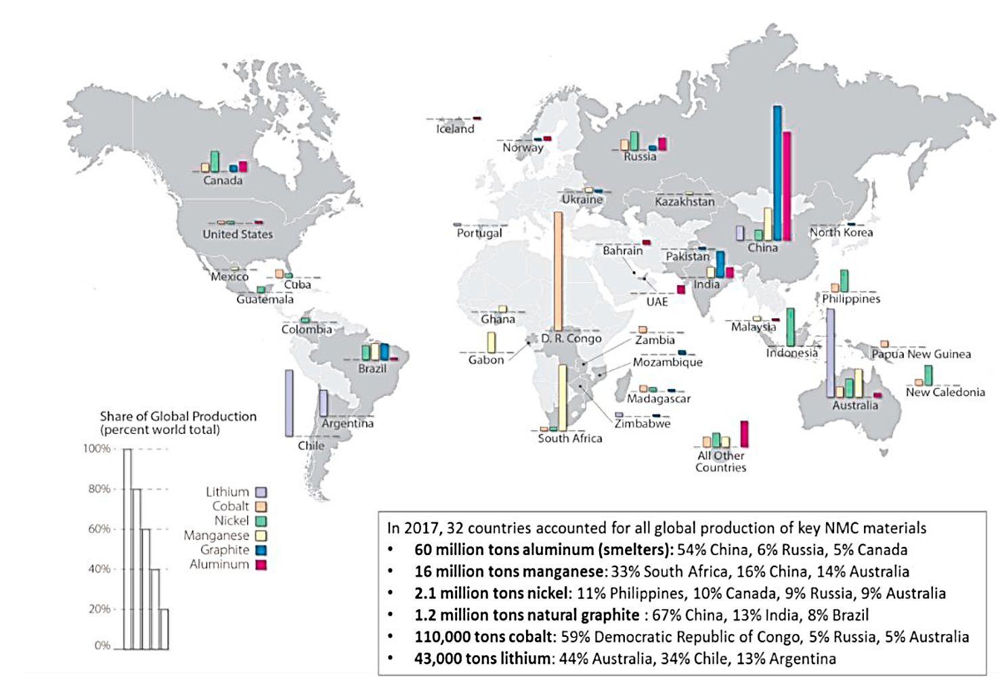 Iceland
Norway
Russia
Canada
Ukraine
Kazakhstan
United States
Portugal
North Korea
China
Bahrain
Pakistan
Mexico
Cuba
India
Guatemala
UAE
Philippines
Ghana
Malaysia
Colombia
D. R. Congo
Zambia
Indonesia
Papua New Guinea
Gabon
Mozambique
Brazil
New Caledonia
Madagascar
Australia
Argentina
Zimbabwe
South Africa
Chile
All Other
Countries
Share of Global Production
(percent world total)
100%
80%
60%
40%
20%
0%
Lithium
Cobalt
Nickel
Manganese
Graphite
Aluminum
In 2017, 32 countries accounted for all global production of key NMC materials
• 60 million tons aluminum (smelters): 54% China, 6% Russia, 5% Canada
• 16 million tons manganese: 33% South Africa, 16% China, 14% Australia
• 2.1 million tons nickel: 11% Philippines, 10% Canada, 9% Russia, 9% Australia
• 1.2 million tons natural graphite : 67% China, 13% India, 8% Brazil
• 110,000 tons cobalt: 59% Democratic Republic of Congo, 5% Russia, 5% Australia
• 43,000 tons lithium: 44% Australia, 34% Chile, 13% Argentina